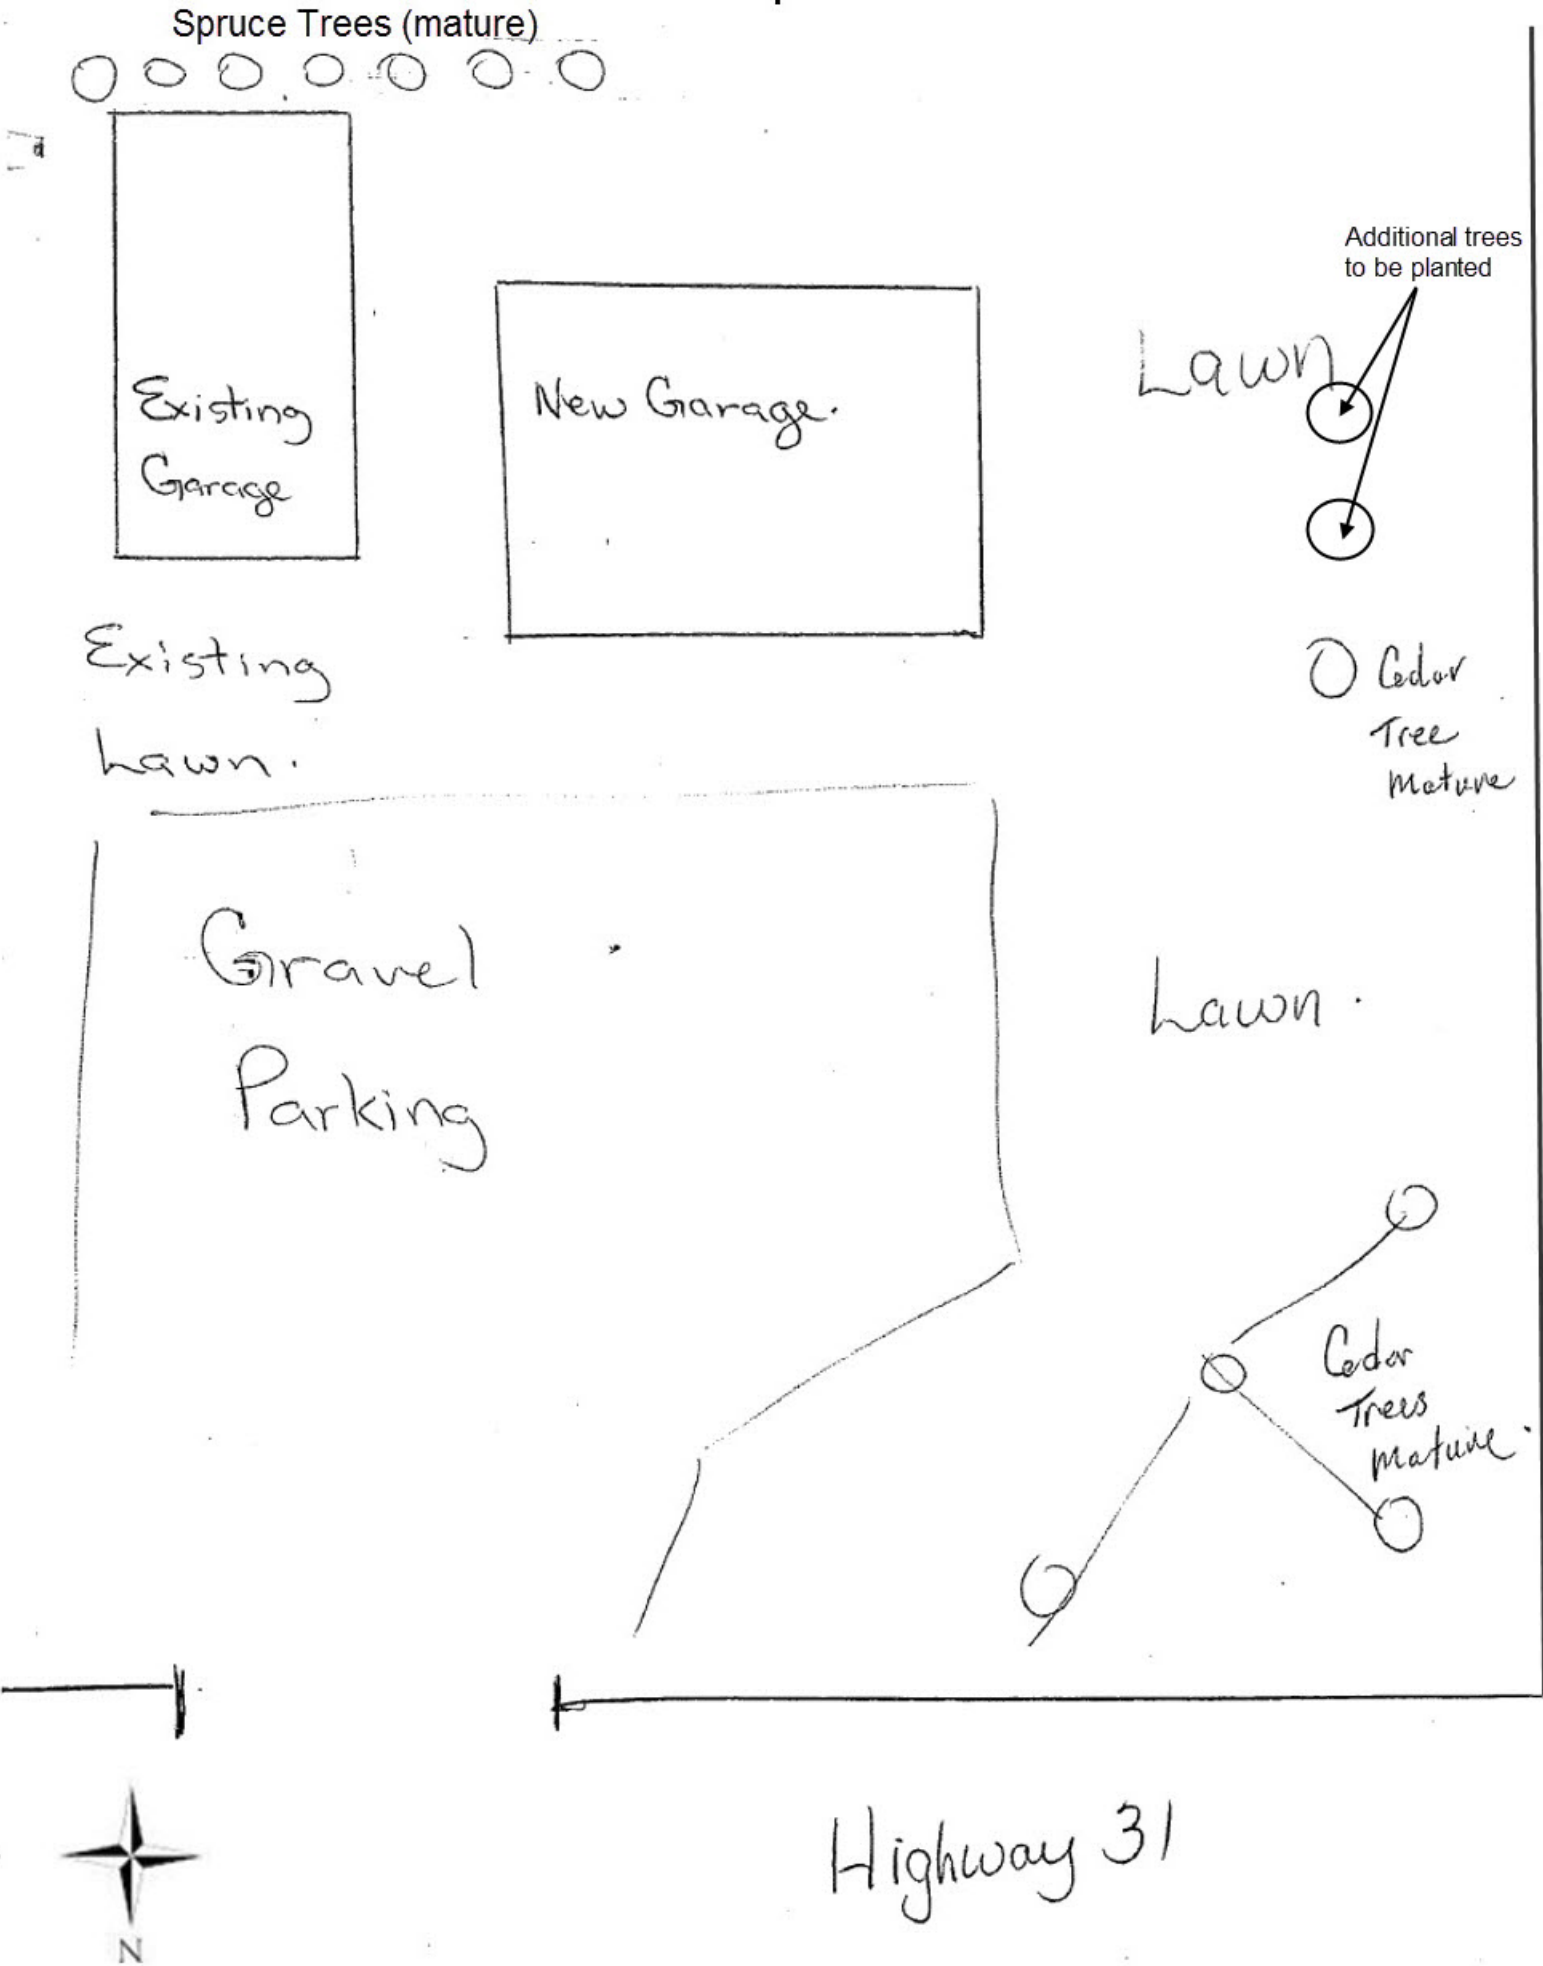 Spruce Trees (mature)
Additional trees
to be planted
Lawn
Existing
Garage
New Garage.
Existing
Lawn.
Cedar
Tree
Mature
Gravel
Parking
Lawn.
Cedar
Trees
Mature.
Highway 31
N